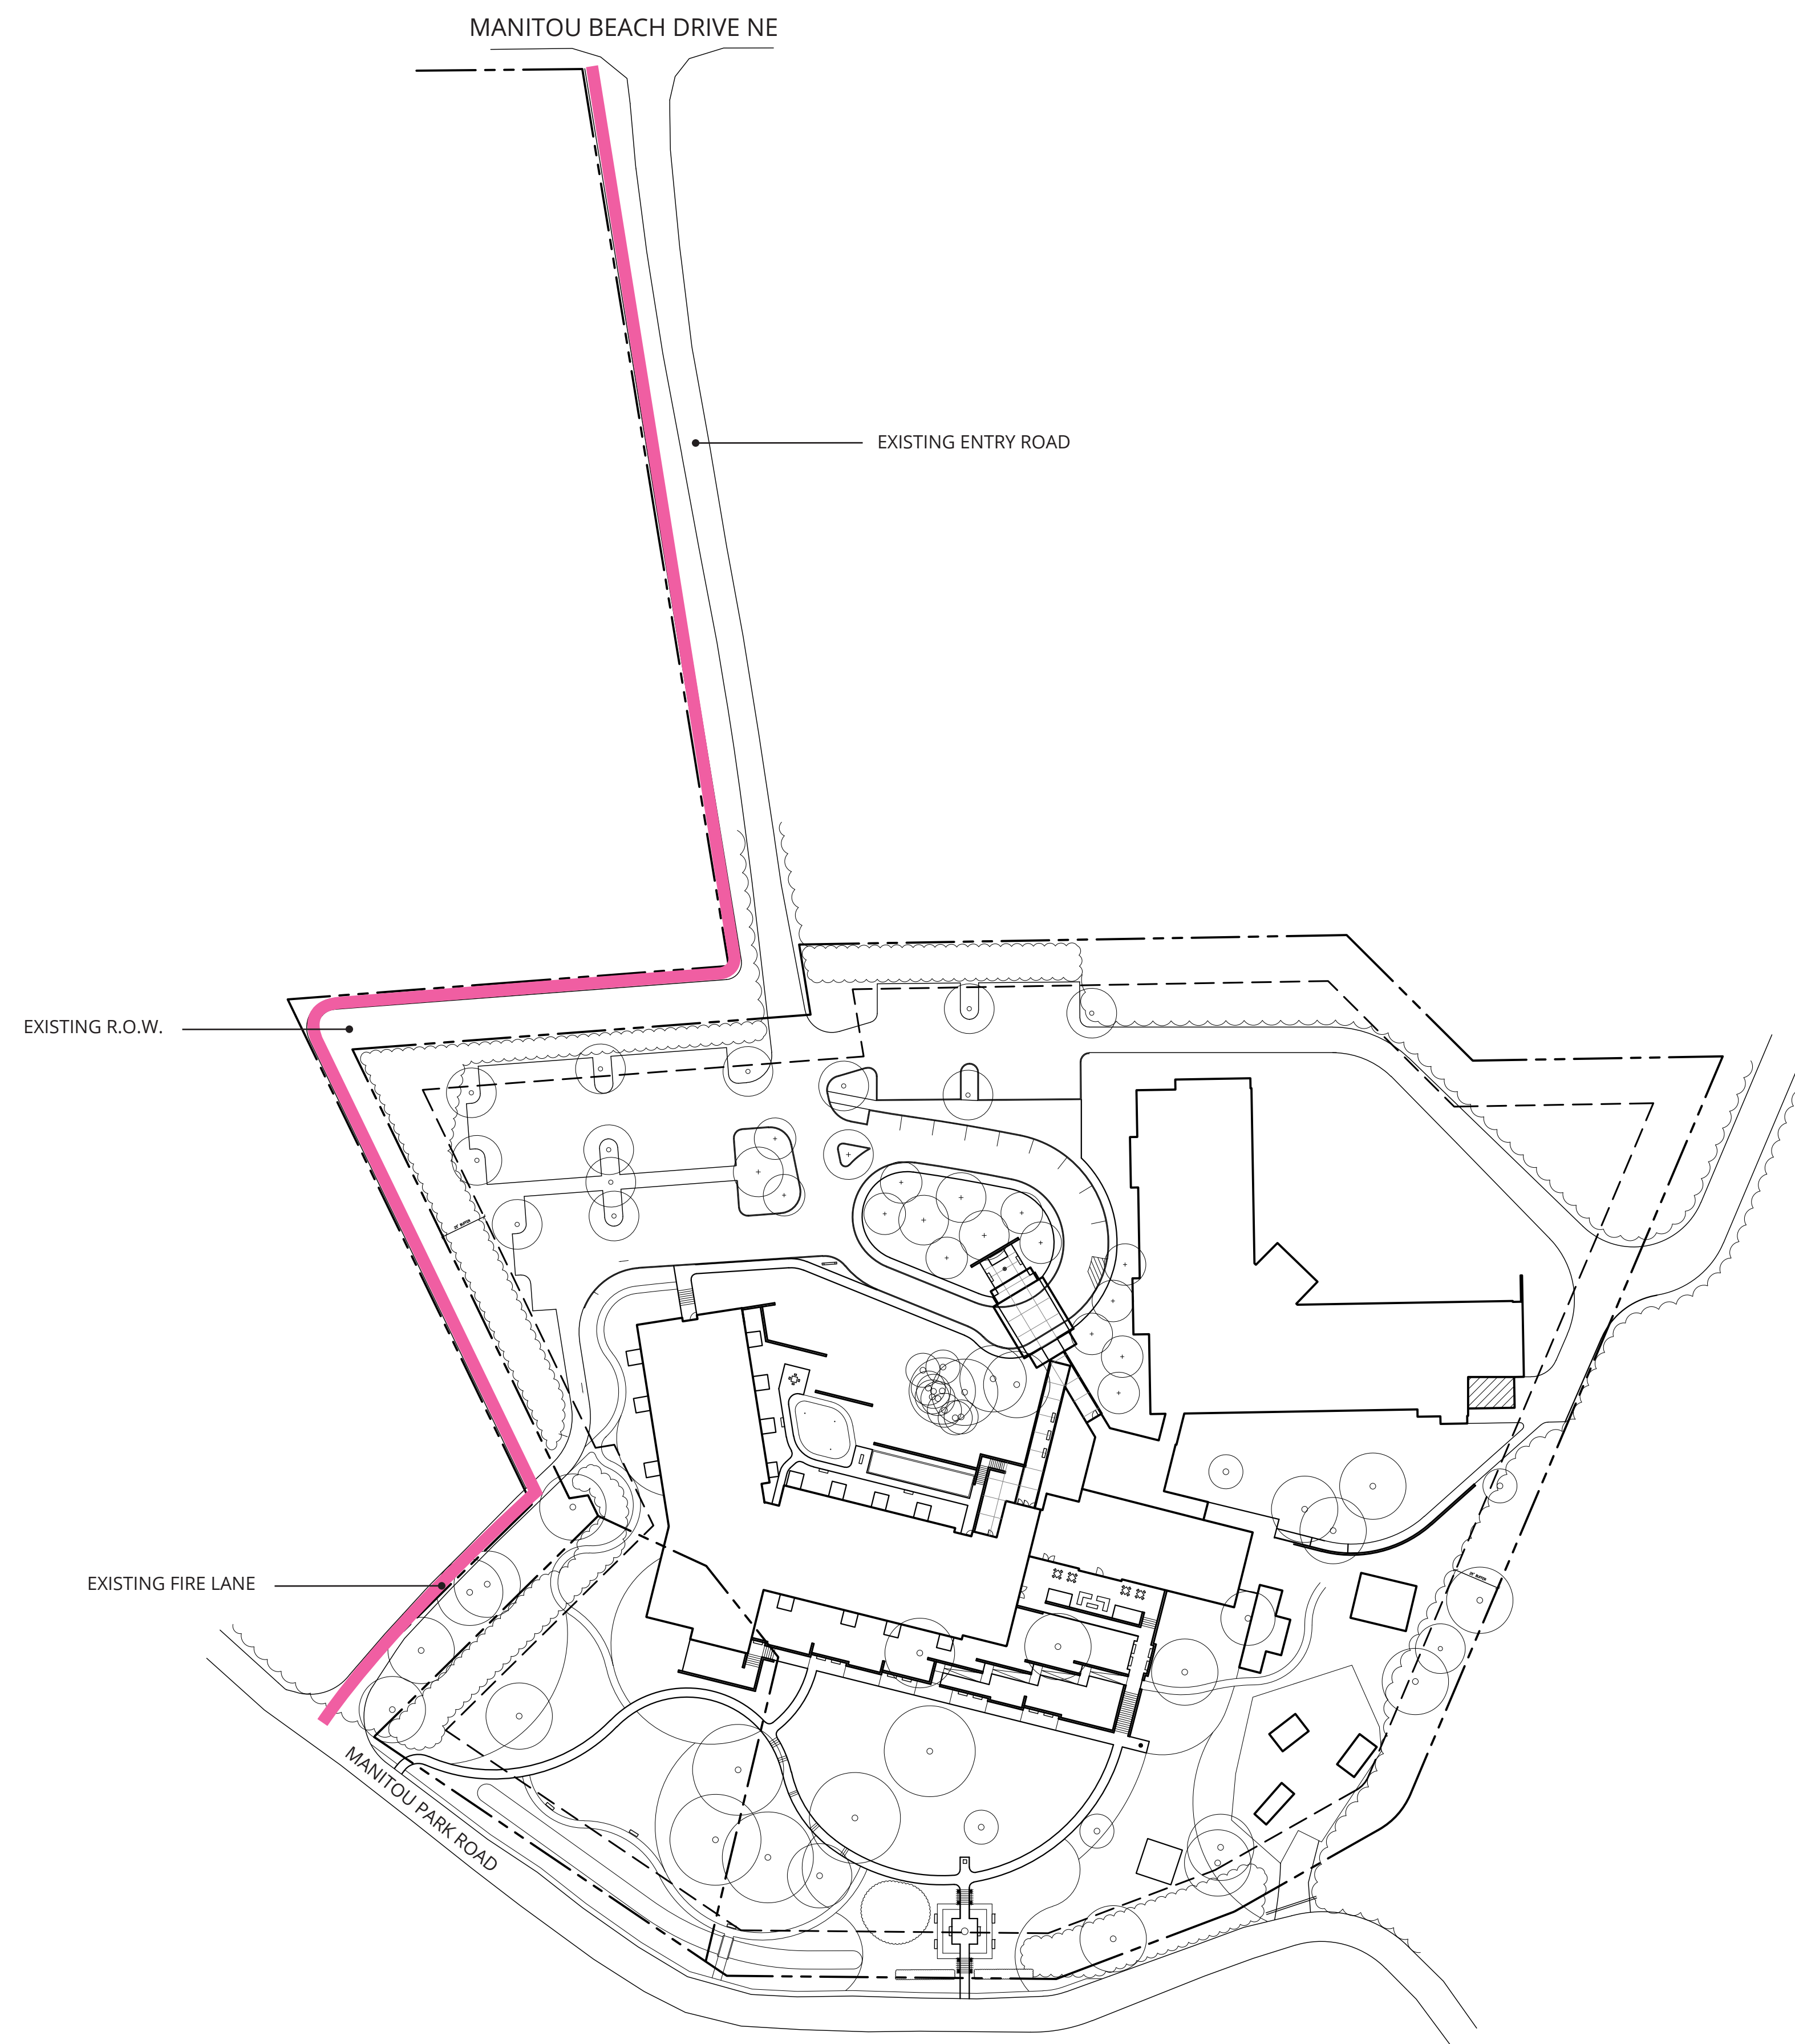 MANITOU BEACH DRIVE NE
EXISTING ENTRY ROAD
EXISTING R.O.W.
EXISTING FIRE LANE
MANITOU PARK ROAD